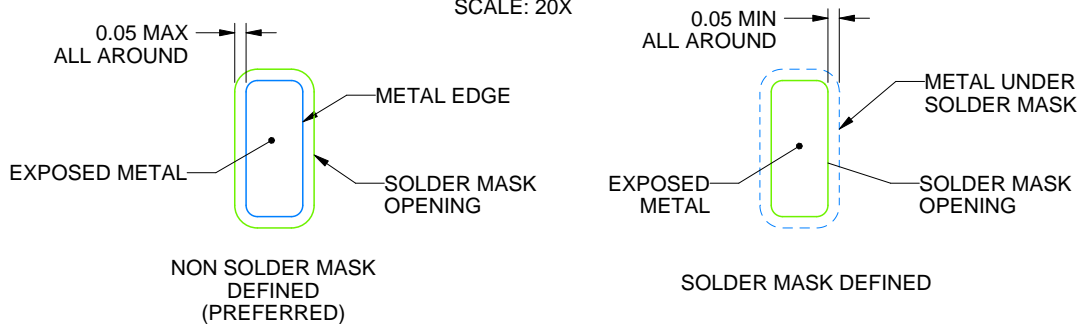 SCALE: 20X
0.05 MAX
ALL AROUND
METAL EDGE
EXPOSED METAL
SOLDER MASK
OPENING
NON SOLDER MASK
DEFINED
(PREFERRED)
0.05 MIN
ALL AROUND
METAL UNDER
SOLDER MASK
EXPOSED
METAL
SOLDER MASK
OPENING
SOLDER MASK DEFINED